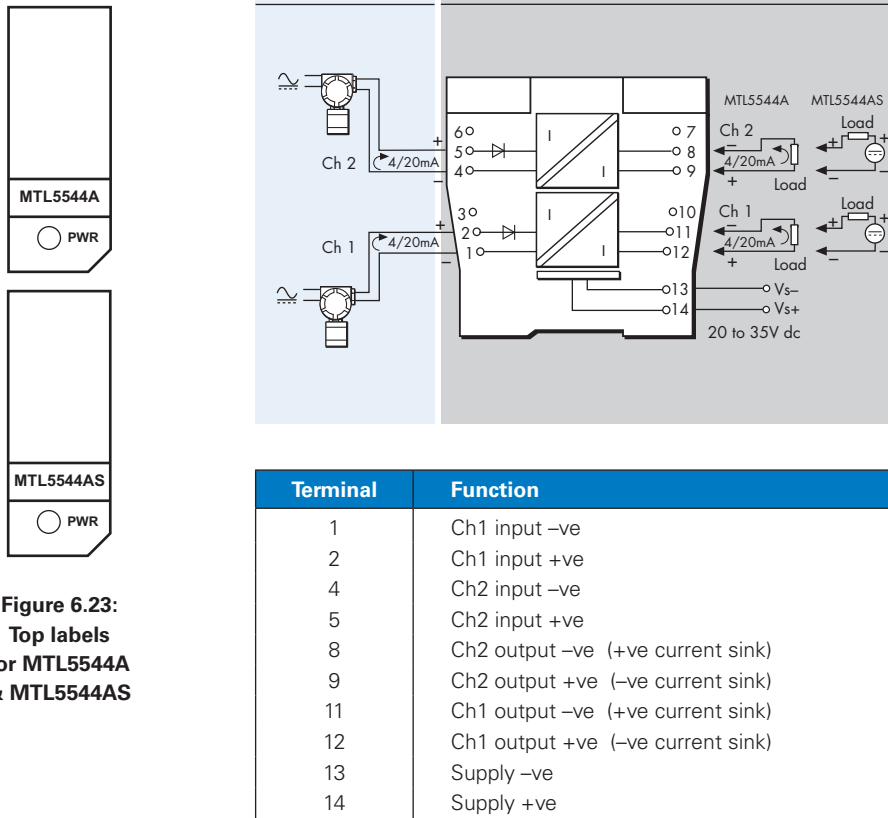 MTL5544A
PWR
MTL5544AS
PWR
Figure 6.23:
Top labels
MTL5544A
MTL5544AS
MTL5544A MTL5544AS
Ch 2
4/20mA
+
–
6
5
4
I
I
7
8
9
Ch 2
–
4/20mA
+
Load
Load
+
–
+
–
Ch 1
4/20mA
+
–
3
2
1
I
I
10
11
12
Ch 1
–
4/20mA
+
Load
Load
+
–
+
–
13 Vs–
14 Vs+
20 to 35V dc
Terminal Function
1 Ch1 input –ve
2 Ch1 input +ve
4 Ch2 input –ve
5 Ch2 input +ve
8 Ch2 output –ve (+ve current sink)
9 Ch2 output +ve (–ve current sink)
11 Ch1 output –ve (+ve current sink)
12 Ch1 output +ve (–ve current sink)
13 Supply –ve
14 Supply +ve